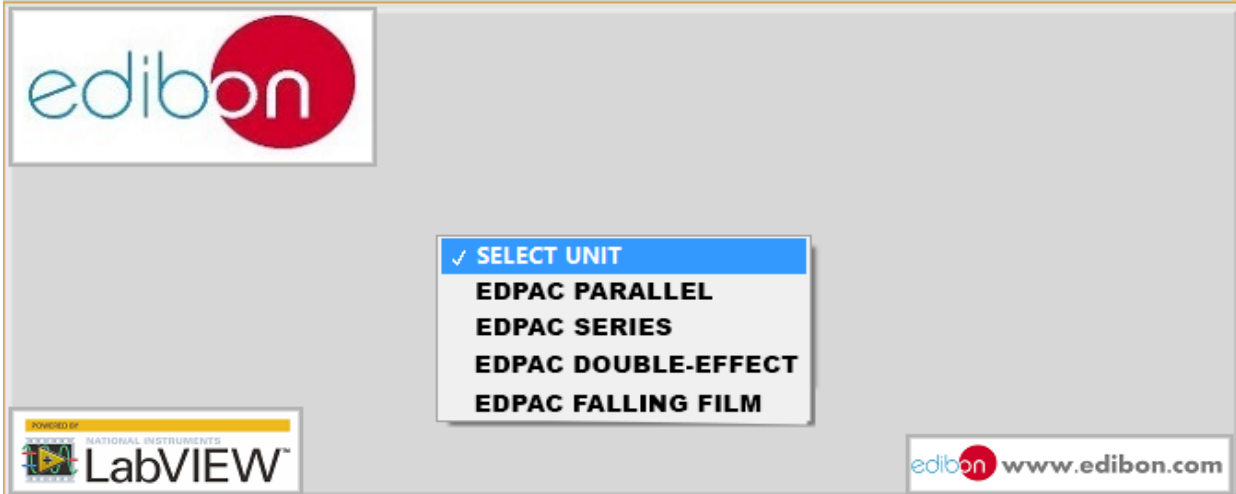 edibon
✓ SELECT UNIT
EDPAC PARALLEL
EDPAC SERIES
EDPAC DOUBLE-EFFECT
EDPAC FALLING FILM
POWERED BY
NATIONAL INSTRUMENTS
LabVIEW™
edibon www.edibon.com